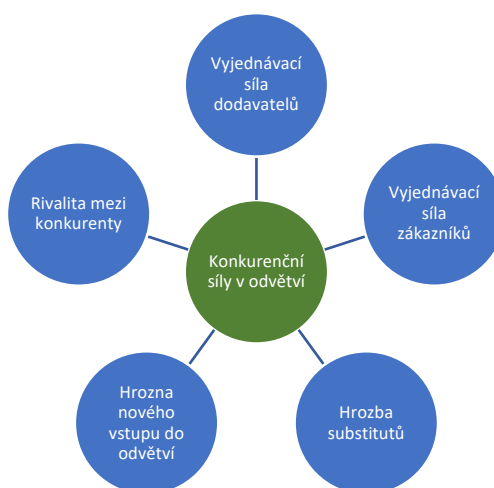 Vyjednávací
síla
dodavatelů
Rivalita mezi
konkurenty
Vyjednávací
síla
zákazníků
Konkurenční
síly v odvětví
Hrozna
nového
vstupu do
odvětví
Hrozba
substitutů